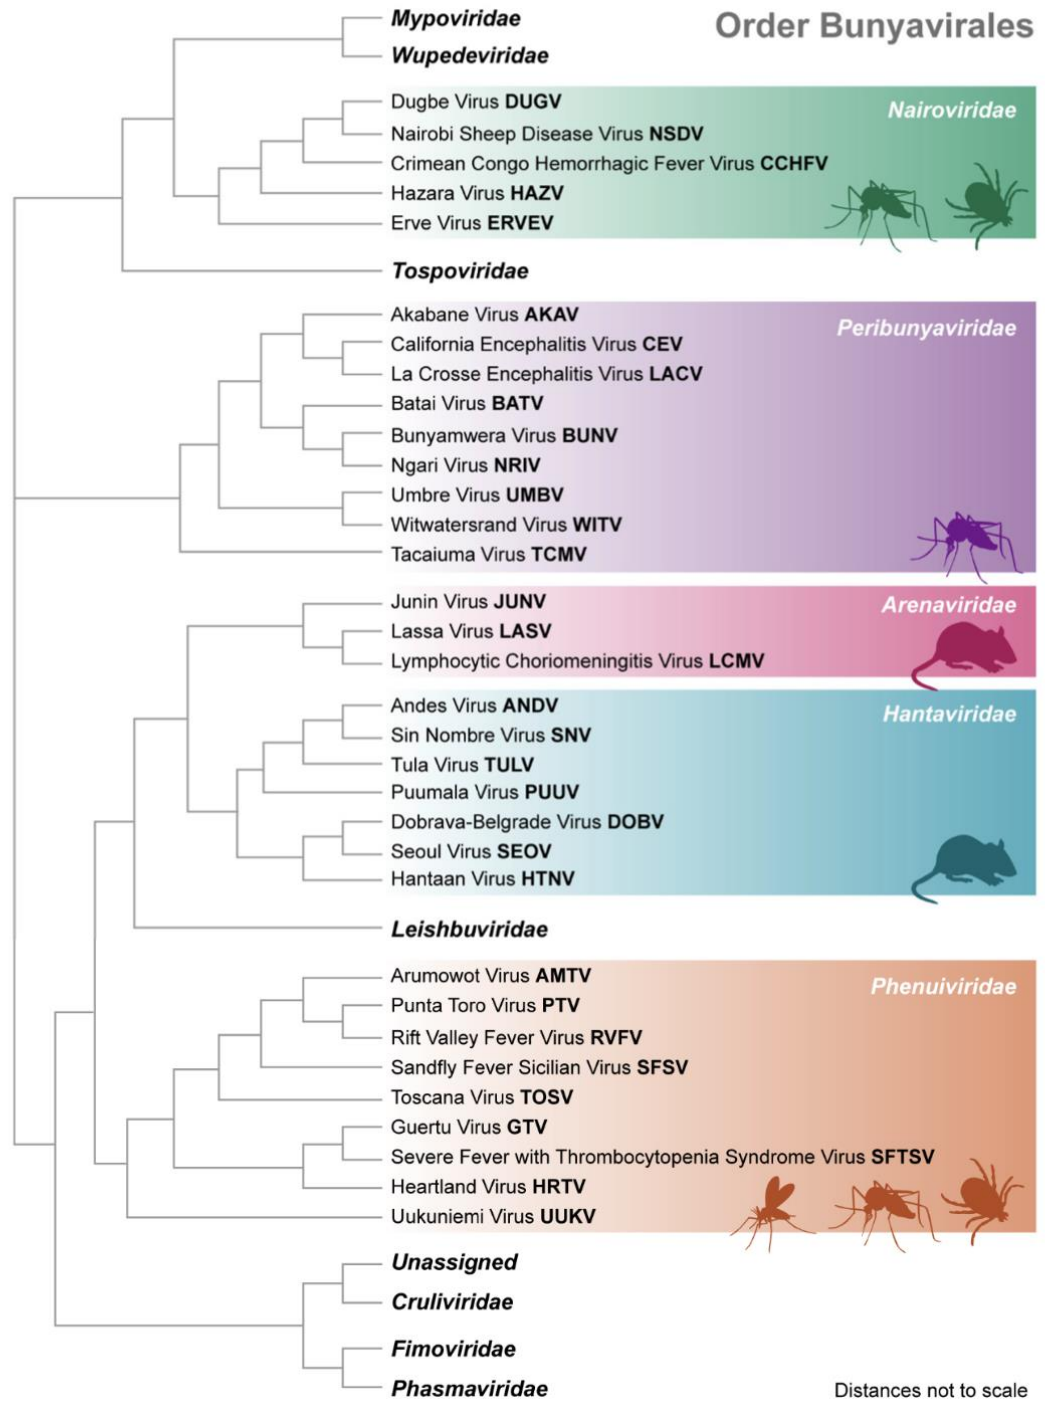 Order Bunyavirales
Mypoviridae
Wupedeviridae
Nairoviridae
Dugbe Virus DUGV
Nairobi Sheep Disease Virus NSDV
Crimean Congo Hemorrhagic Fever Virus CCHFV
Hazara Virus HAZV
Erve Virus ERVEV
Tospoviridae
Peribunyaviridae
Akabane Virus AKAV
California Encephalitis Virus CEV
La Crosse Encephalitis Virus LACV
Batai Virus BATV
Bunyamwera Virus BUNV
Ngari Virus NRIV
Umbre Virus UMBV
Witwatersrand Virus WITV
Tacaiuma Virus TCMV
Arenaviridae
Junin Virus JUNV
Lassa Virus LASV
Lymphocytic Choriomeningitis Virus LCMV
Hantaviridae
Andes Virus ANDV
Sin Nombre Virus SNV
Tula Virus TULV
Puumala Virus PUUV
Dobrava-Belgrade Virus DOBV
Seoul Virus SEOV
Hantaan Virus HTNV
Leishbuviridae
Phenuiviridae
Arumowot Virus AMTV
Punta Toro Virus PTV
Rift Valley Fever Virus RVFV
Sandfly Fever Sicilian Virus SFSV
Toscana Virus TOSV
Guertu Virus GTV
Severe Fever with Thrombocytopenia Syndrome Virus SFTSV
Heartland Virus HRTV
Uukuniemi Virus UUKV
Unassigned
Cruliviridae
Fimoviridae
Phasmaviridae
Distances not to scale